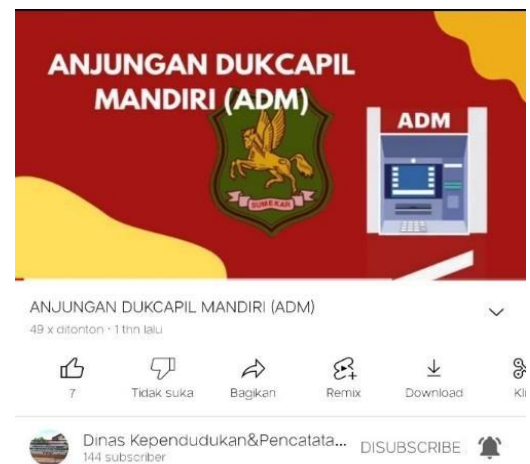 ANJUNGAN DUKCAPIL
MANDIRI (ADM)
ADM
SUMEKAR
ANJUNGAN DUKCAPIL MANDIRI (ADM)
49 x ditonton · 1 thn lalu
7
Tidak suka
Bagikan
Remix
Download
Kli
Dinas Kependudukan&Pencatata...
144 subscriber
DISUBSCRIBE